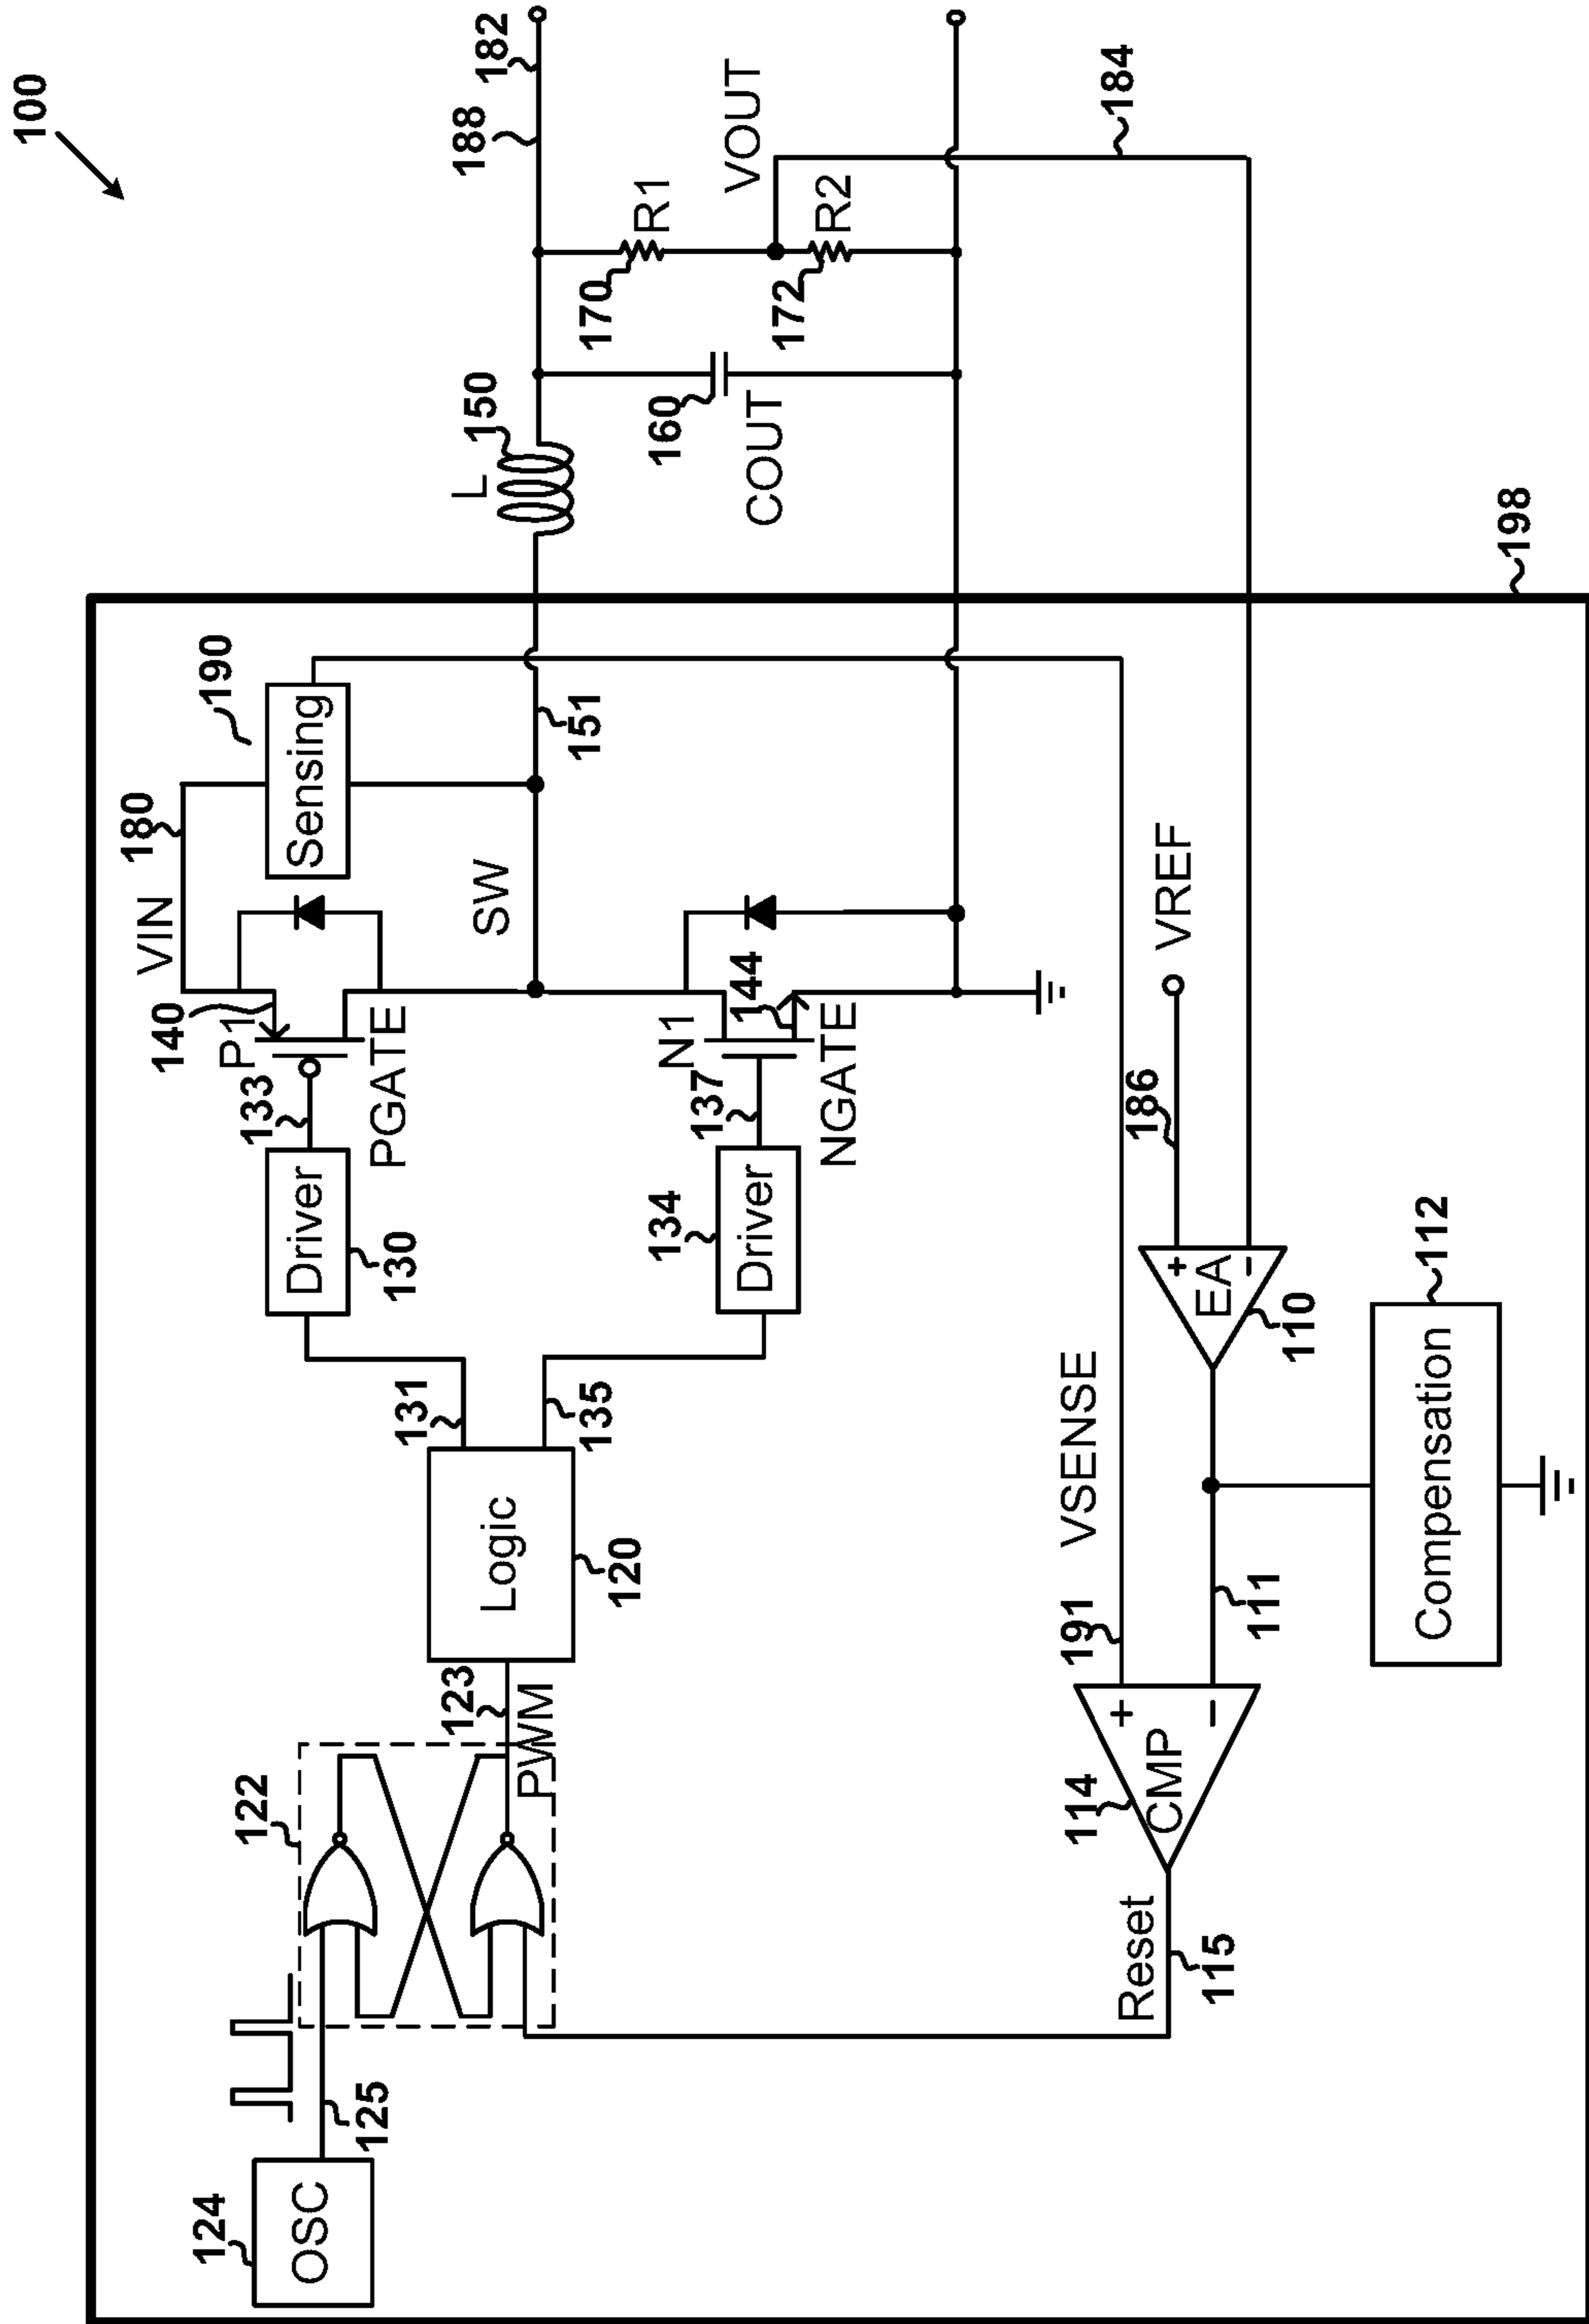 100
182
188
VOUT
184
R1
R2
170
172
150
L
160
COUT
198
190
Sensing
151
180
VIN
SW
VREF
140
P1
144
N1
133
PGATE
137
NGATE
186
Driver
130
134
Driver
EA
+
−
110
112
Compensation
131
135
VSENSE
Logic
120
191
111
123
PWM
122
114
CMP
+
−
Reset
115
125
124
OSC